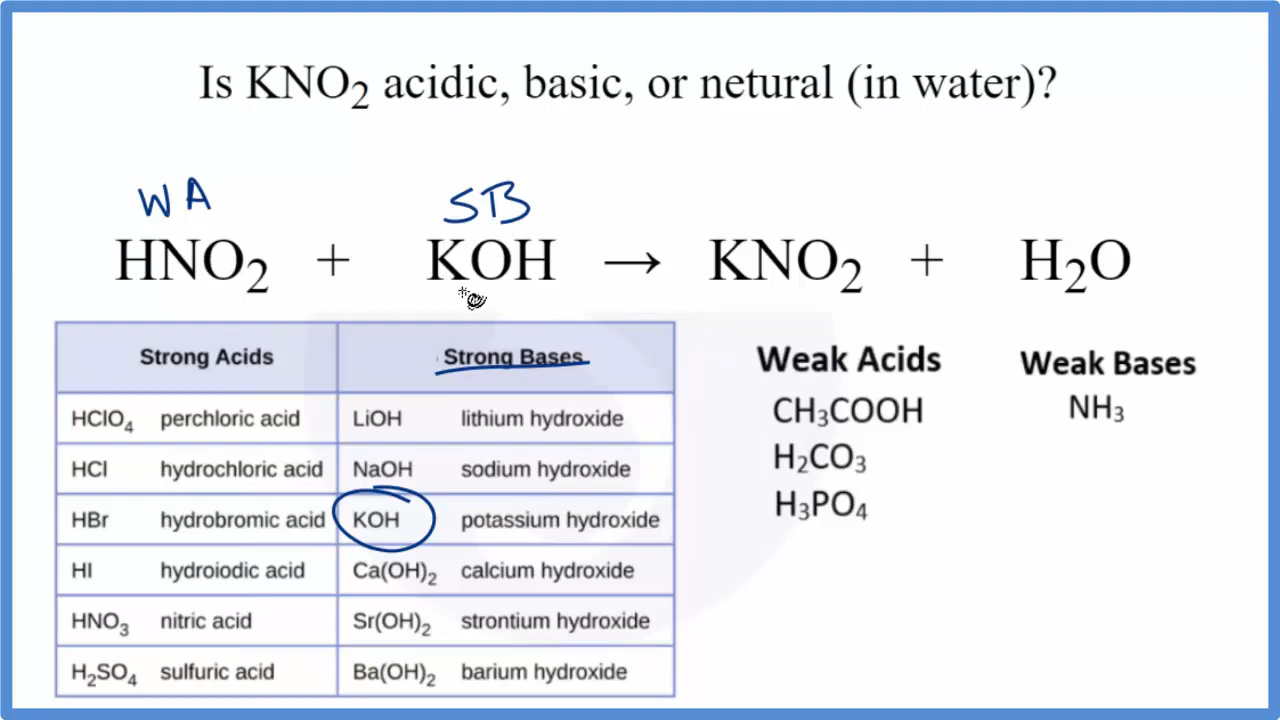 Is KNO₂ acidic, basic, or netural (in water)?
WA SB
HNO₂ + KOH → KNO₂ + H₂O
Strong Acids Strong Bases
HClO₄ perchloric acid LiOH lithium hydroxide
HCl hydrochloric acid NaOH sodium hydroxide
HBr hydrobromic acid KOH potassium hydroxide
HI hydroiodic acid Ca(OH)₂ calcium hydroxide
HNO₃ nitric acid Sr(OH)₂ strontium hydroxide
H₂SO₄ sulfuric acid Ba(OH)₂ barium hydroxide
Weak Acids
CH₃COOH
H₂CO₃
H₃PO₄
Weak Bases
NH₃